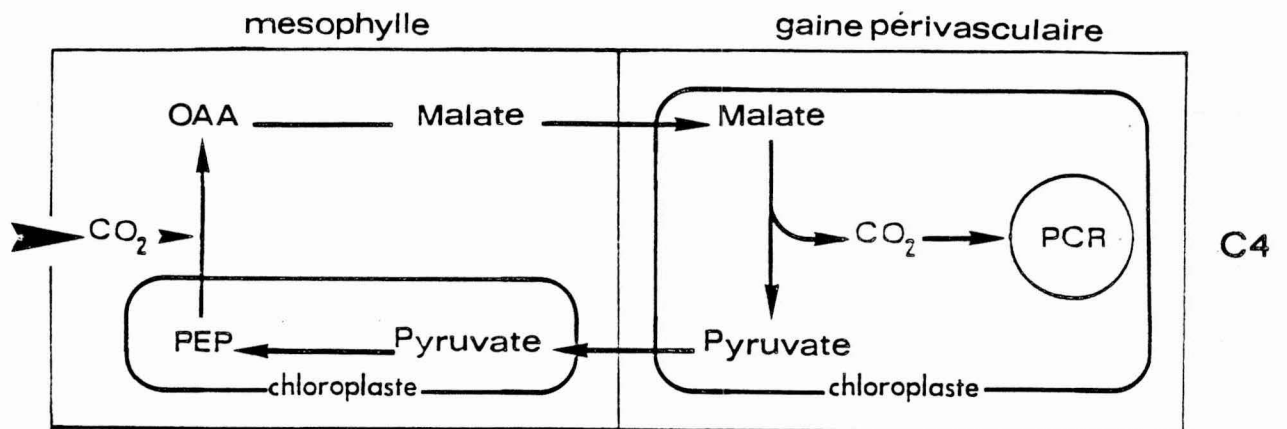 mesophylle
gaine périvasculaire
OAA
Malate
Malate
CO₂
CO₂
PCR
C4
PEP
Pyruvate
Pyruvate
chloroplaste
chloroplaste